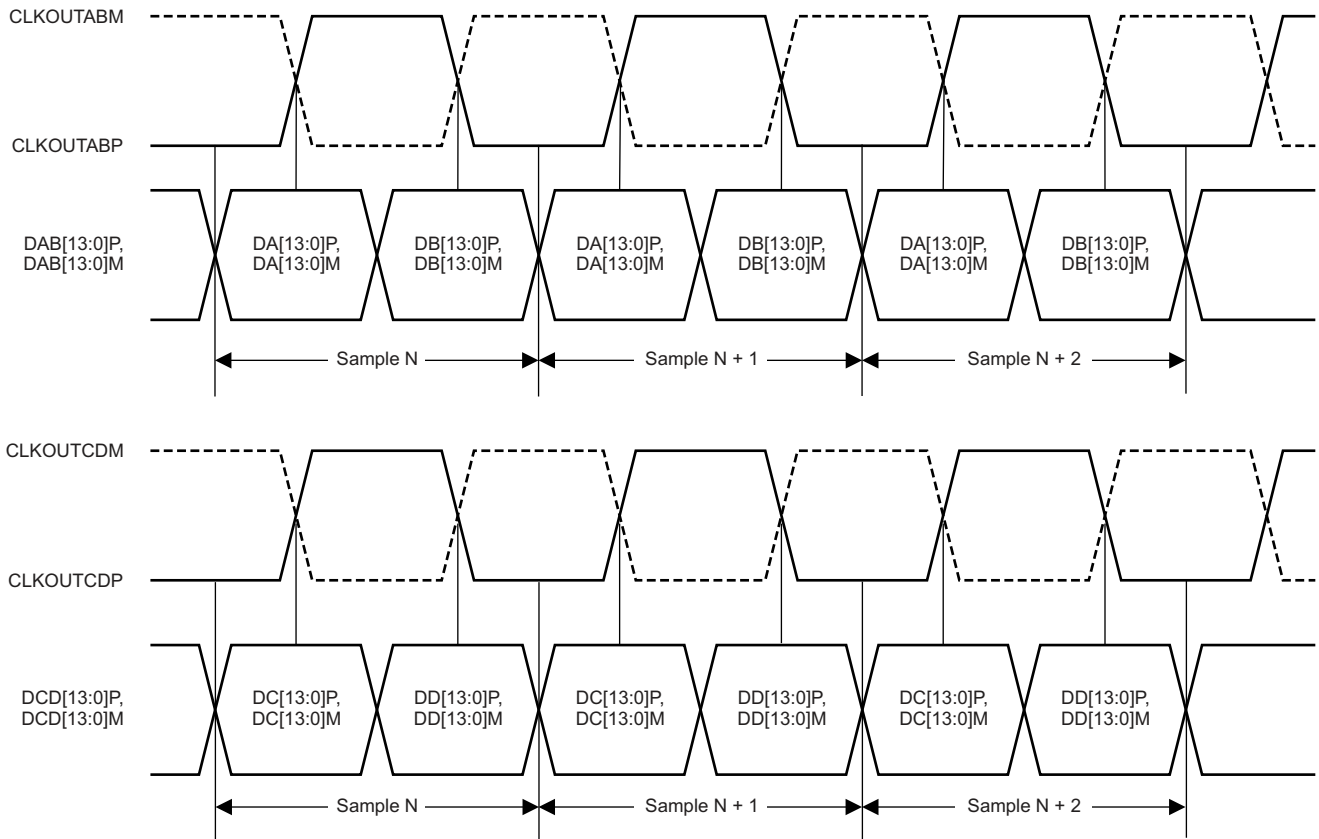 CLKOUTABM
CLKOUTABP
DAB[13:0]P,
DAB[13:0]M
DA[13:0]P,
DA[13:0]M
DB[13:0]P,
DB[13:0]M
DA[13:0]P,
DA[13:0]M
DB[13:0]P,
DB[13:0]M
DA[13:0]P,
DA[13:0]M
DB[13:0]P,
DB[13:0]M
Sample N
Sample N + 1
Sample N + 2
CLKOUTCDM
CLKOUTCDP
DCD[13:0]P,
DCD[13:0]M
DC[13:0]P,
DC[13:0]M
DD[13:0]P,
DD[13:0]M
DC[13:0]P,
DC[13:0]M
DD[13:0]P,
DD[13:0]M
DC[13:0]P,
DC[13:0]M
DD[13:0]P,
DD[13:0]M
Sample N
Sample N + 1
Sample N + 2